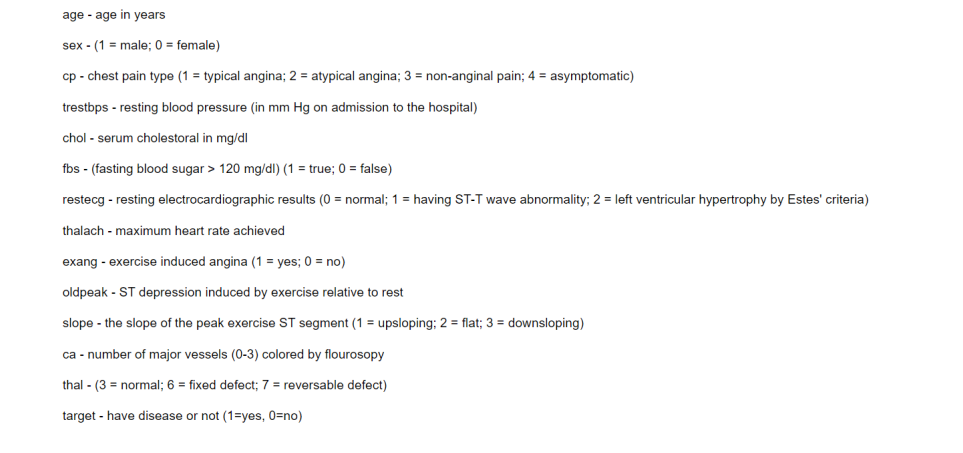 age - age in years
sex - (1 = male; 0 = female)
cp - chest pain type (1 = typical angina; 2 = atypical angina; 3 = non-anginal pain; 4 = asymptomatic)
trestbps - resting blood pressure (in mm Hg on admission to the hospital)
chol - serum cholestoral in mg/dl
fbs - (fasting blood sugar > 120 mg/dl) (1 = true; 0 = false)
restecg - resting electrocardiographic results (0 = normal; 1 = having ST-T wave abnormality; 2 = left ventricular hypertrophy by Estes' criteria)
thalach - maximum heart rate achieved
exang - exercise induced angina (1 = yes; 0 = no)
oldpeak - ST depression induced by exercise relative to rest
slope - the slope of the peak exercise ST segment (1 = upsloping; 2 = flat; 3 = downsloping)
ca - number of major vessels (0-3) colored by flourosopy
thal - (3 = normal; 6 = fixed defect; 7 = reversable defect)
target - have disease or not (1=yes, 0=no)